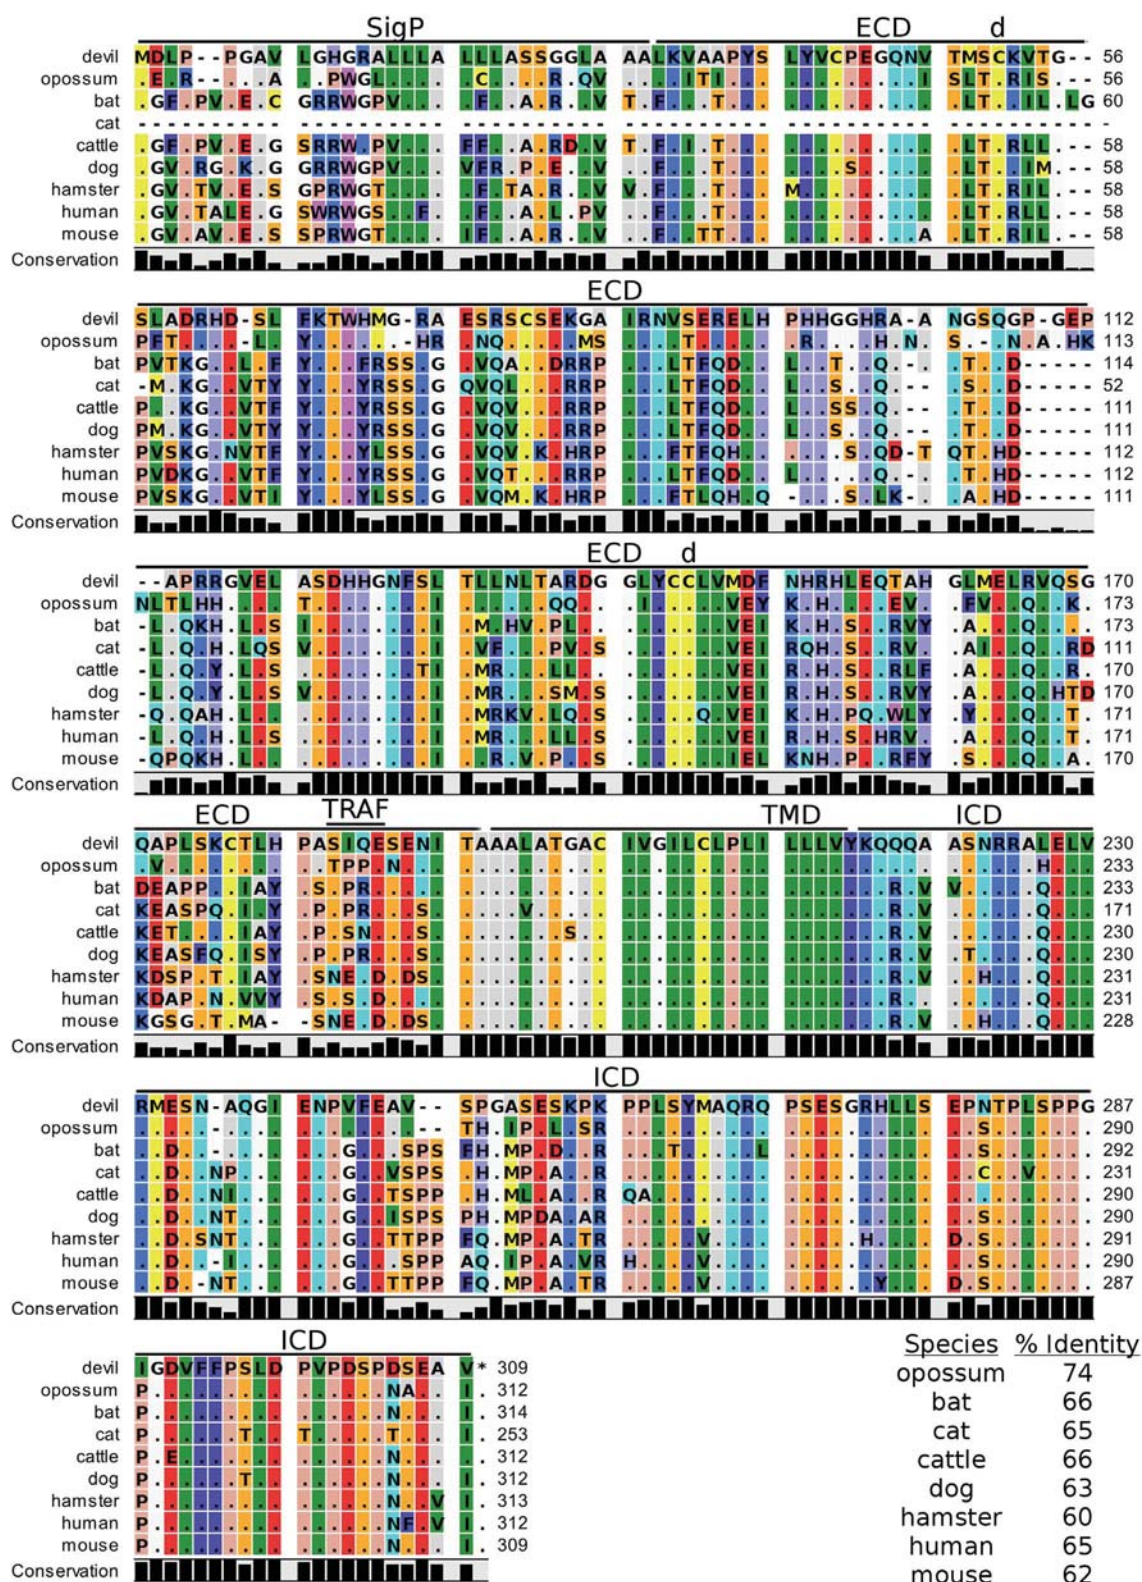 SigP ECD d
devil MDLP--PGAV LGHGRALLLA LLLASSGGLA AALKVAAPYS LYVCPEGQNV TMSCKVTG-- 56
opossum .E.R--...A L.PWGL.... ..C....QV ...ITI.... .........I SLT.RIS.-- 56
bat .GF.PV.E.C GRRWGPV... ..F..A.R..V T.F...T... .......... .LT..IL.LG 60
cat
cattle .GF.PV.E.G SRRW.PV... .FF..A.RD.V T.F.I.T... .......... .LT.RLL.-- 58
dog .GV.RG.K.G GRRWGPV... .VFR.P.E..V ..F...T... ....S..... .LT..IM.-- 58
hamster .GV.TV.E.S GPRWGT.... ..F.TA.R..V V.F...T... M......... .LT.RIL.-- 58
human .GV.TALE.G SWRWGS..F. ..F..A.L.PV ..F...T... .......... .LT.RLL.-- 58
mouse .GV.AV.E.S SPRWGT.... .IF..A.R..V ..F..TT... .........A .LT.RIL.-- 58
Conservation
ECD
devil SLADRHD-SL FKTWHMG-RA ESRSCSEKGA IRNVSERELH PHHGGHRA-A NGSQGP-GEP 112
opossum PFT....-L. Y......-HR .NQ....KMS ....T..... .R....H.N. S...N.A.HK 113
bat PVTKG..L.F Y...FRSS.G .VQA..DRRP ...LTFQD.. L..T..Q..- .T..D----- 114
cat -M.KG..VTY Y...YRSS.G QVQL...RRP ...LTFQD.. L..S..Q.-- .S..D----- 52
cattle P..KG..VTF Y...YRSS.G .VQV...RRP ...LTFQD.. L..SS.Q.-- .T..D----- 111
dog PM.KG..VTY Y...YRSS.G .VQV...RRP ...LTFQD.. L..S..Q.-- .T..D----- 111
hamster PVSKG.NVTF Y...YLSS.G .VQV.K.HRP ...FTFQH.. ....S.QD-T QT.HD----- 112
human PVDKG..VTF Y...YRSS.G .VQT...RRP ...LTFQD.. L.....Q.-- .T.HD----- 112
mouse PVSKG..VTI Y...YLSS.G .VQM.K.HRP ...FTLQH.Q -...S.LK-. .A.HD----- 111
Conservation
ECD d
devil --APRRGVEL ASDHHGNFSL TLLNLTARDG GLYCCLVMDF NHRHLEQTAH GLMELRVQSG 170
opossum NLTLHH.... T........I ......QQ.. .I.....VEY K.H...EV.. .FV...Q.K. 173
bat -L.QKH.L.S I........I .M.HV.PL.. .......VEI K.H.S..RVY .A....Q... 173
cat -L.Q.H.LQS V........I .VF...PV.S .......VEI RQH.S..RV. .AI...Q.RD 111
cattle -L.Q.Y.L.S ........TI .MR...LL.. .......VEI R.H.S..RLF .A....Q.R. 170
dog -L.Q.Y.L.S V........I .MR...SM.S .......VEI R.H.S..RVY .A....Q.HTD 170
hamster -Q.QAH.L.. .........I .MRKV.LQ.S .....Q.VEI K.H.PQ.WLY .Y....Q.T. 171
human -L.Q.H.L.S .........I .MR...LL.S .......VEI R.H.S.HRV. .A....Q.T. 171
mouse -QPQKH.L.S .........I ..R.V.P..S .......IEL KNH.P..RFY .S....Q.A. 170
Conservation
ECD TRAF TMD ICD
devil QAPLSKCTLH PASIQESENI TAAALATGAC IVGILCLPLI LLLVYKQQQA ASNRRALELV 230
opossum .V........ ..TPP.N... .......... .......... .......... ......H... 233
bat DEAPP..IAY .S.PR..... .......... .......... .......R.V V.....Q... 233
cat KEASPQ.I.Y .P.PR...S. ....V..... .......... .......R.V ......Q... 171
cattle KET....IAY .P.SN...S. .......S.. .......... .......R.V ......Q... 230
dog KEASFQ.ISY .P.PR...S. .......... .......... .......R.V .T....Q... 230
hamster KDSP.T.IAY .SNE.D.DS. .......... .......... .......R.V ..H...Q... 231
human KDAP.N.VVY .S.S.D.... .......... .......... .......R.. ......Q... 231
mouse KGSG.T.MA- -SNE.D.DS. .......... .......... .......R.V ..H...Q... 228
Conservation
ICD
devil RMESN-AQGI ENPVFEAV-- SPGASESKPK PPLSYMAQRQ PSESGRHLLS EPNTPLSPPG 287
opossum .....-.... ........-- TH.IP.L.SR .......... .......... ..S....... 290
bat ..D..-.... ....G..SPS FH.MP.D..R ...T.....L .......... ..S....... 292
cat ..D..NP... ....G..VSPS .H.MP.A..R .......... .......... ..C..V.... 231
cattle ..D..NI... ....G..TSPP .H.ML.A..R QA........ .......... .......... 290
dog ..D..NT... ....G..ISPS PH.MPDA.AR .......... .......... ..S....... 290
hamster ..D.SNT... ....G..TTPP FQ.MP.A.TR .....V.... .....H.... D.S....... 291
human ..D..-I... ....G...SPP AQ.IP.A.VR H......... .......... ..S....... 290
mouse ..D.-NT... ....G..TTPP FQ.MP.A.TR .....V.... ......Y... D.S....... 287
Conservation
ICD
devil IGDVFFPSLD PVPDSPDSEA V* 309
opossum P......... ......NA.. I. 312
bat P......... ......N... I. 314
cat P......T.. T.....T... I. 253
cattle P.E....... ......N... I. 312
dog P......T.. ......N... I. 312
hamster P......... ......N..V I. 313
human P......... ......NF.V I. 312
mouse P......... ......N... I. 309
Conservation
Species % Identity
opossum 74
bat 66
cat 65
cattle 66
dog 63
hamster 60
human 65
mouse 62